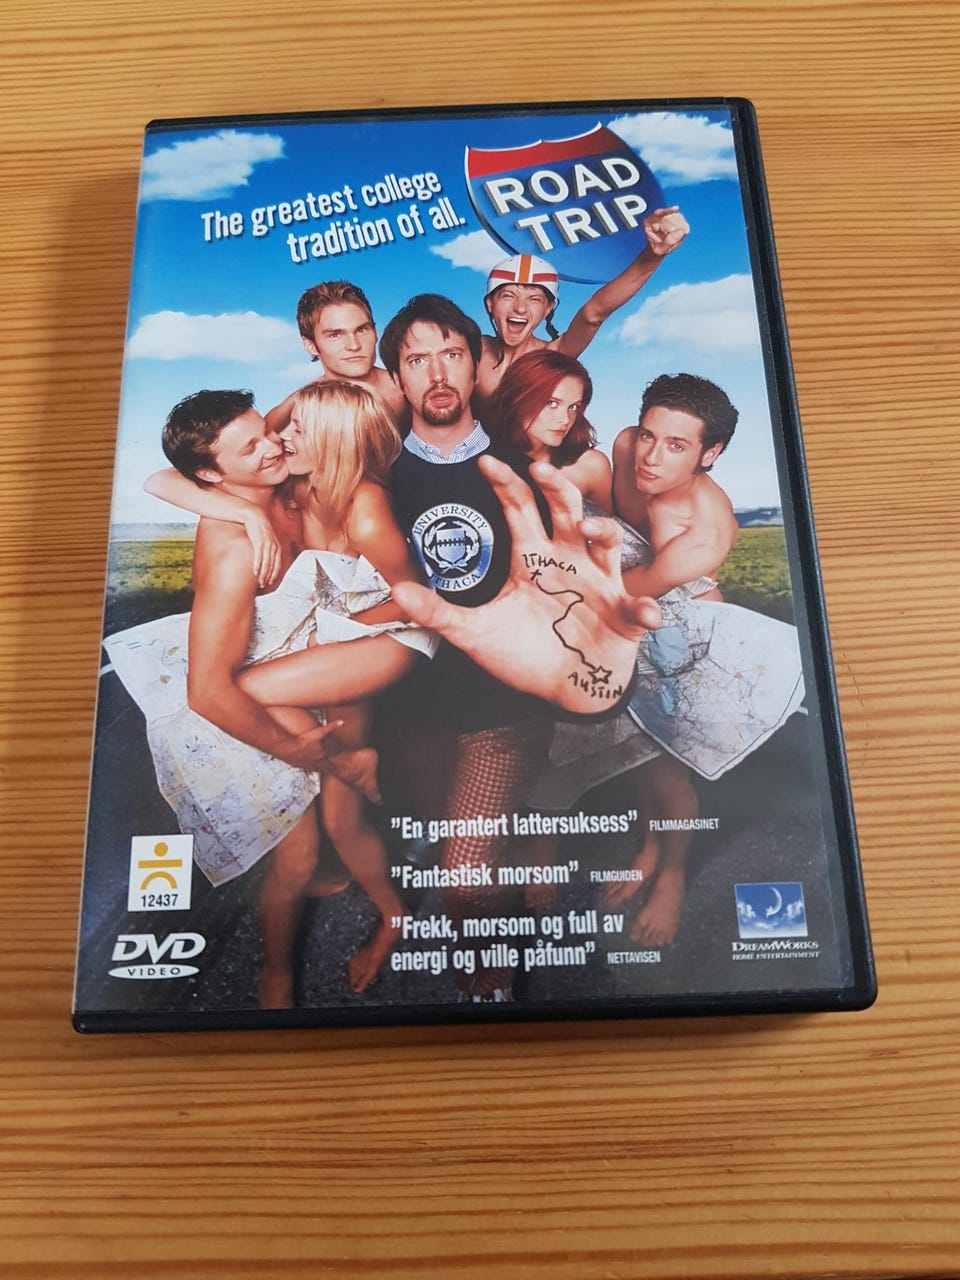 The greatest college
tradition of all.
ROAD
TRIP
UNIVERSITY
ITHACA
ITHACA
AUSTIN
"En garantert lattersuksess" FILMMAGASINET
"Fantastisk morsom" FILMGUIDEN
"Frekk, morsom og full av
energi og ville påfunn" NETTAVISEN
12437
DVD
VIDEO
DREAMWORKS
HOME ENTERTAINMENT